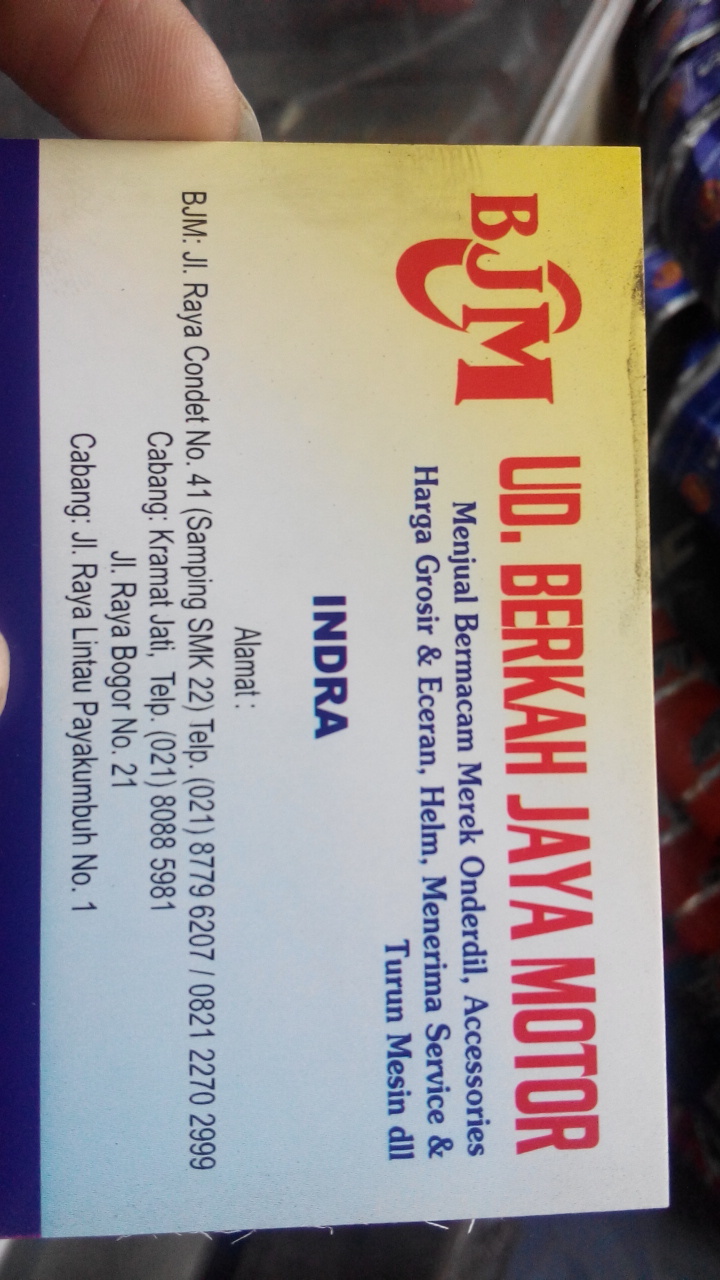 BJM
UD. BERKAH JAYA MOTOR
Menjual Bermacam Merek Onderdil, Accessories
Harga Grosir & Eceran, Helm, Menerima Service &
Turun Mesin dll
INDRA
Alamat :
BJM: Jl. Raya Condet No. 41 (Samping SMK 22) Telp. (021) 8779 6207 / 0821 2270 2999
Cabang: Kramat Jati, Telp. (021) 8088 5981
Jl. Raya Bogor No. 21
Cabang: Jl. Raya Lintau Payakumbuh No. 1